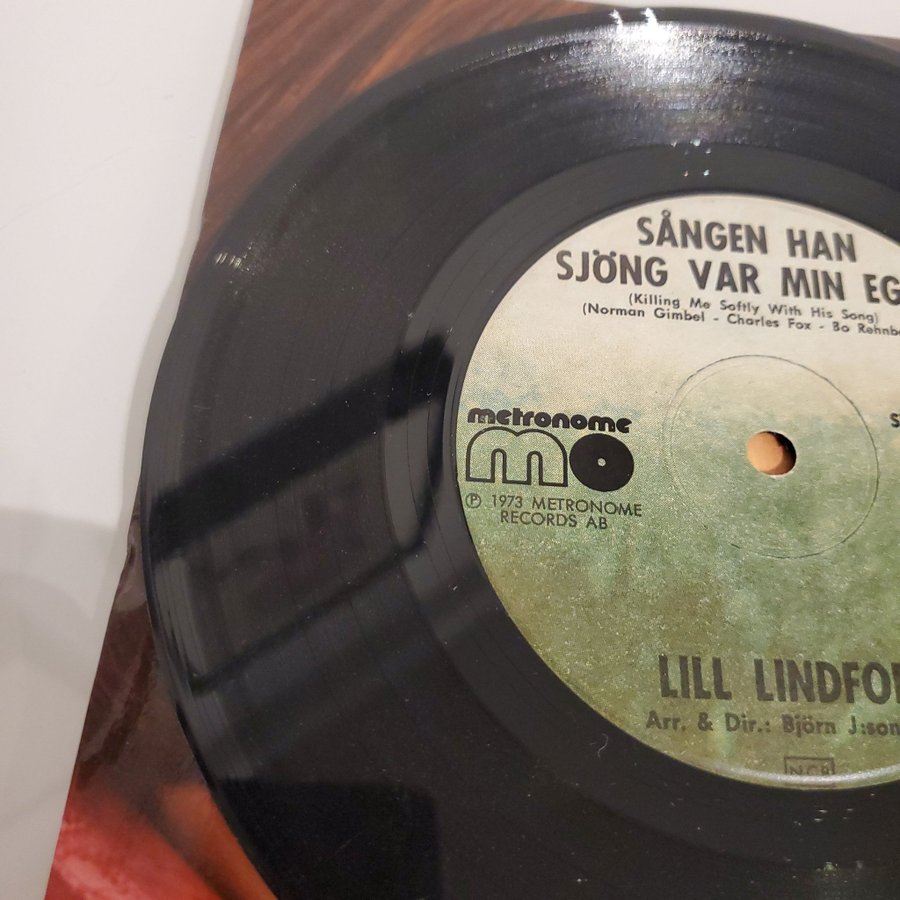 SÅNGEN HAN
SJÖNG VAR MIN EG
(Killing Me Softly With His Song)
(Norman Gimbel - Charles Fox - Bo Rehnb
metronome
mo
℗ 1973 METRONOME
RECORDS AB
LILL LINDFO
Arr. & Dir.: Björn J:son
NCB